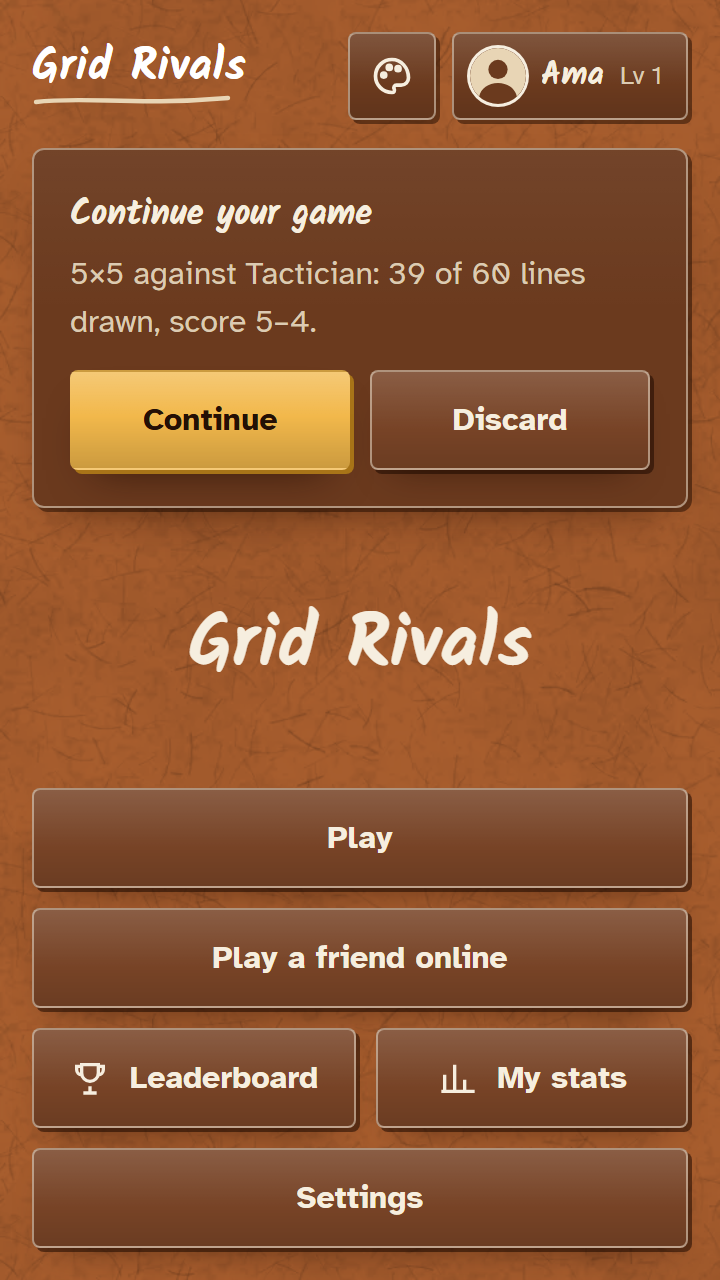 Grid Rivals
Ama Lv 1
Continue your game
5×5 against Tactician: 39 of 60 lines
drawn, score 5–4.
Continue
Discard
Grid Rivals
Play
Play a friend online
Leaderboard
My stats
Settings